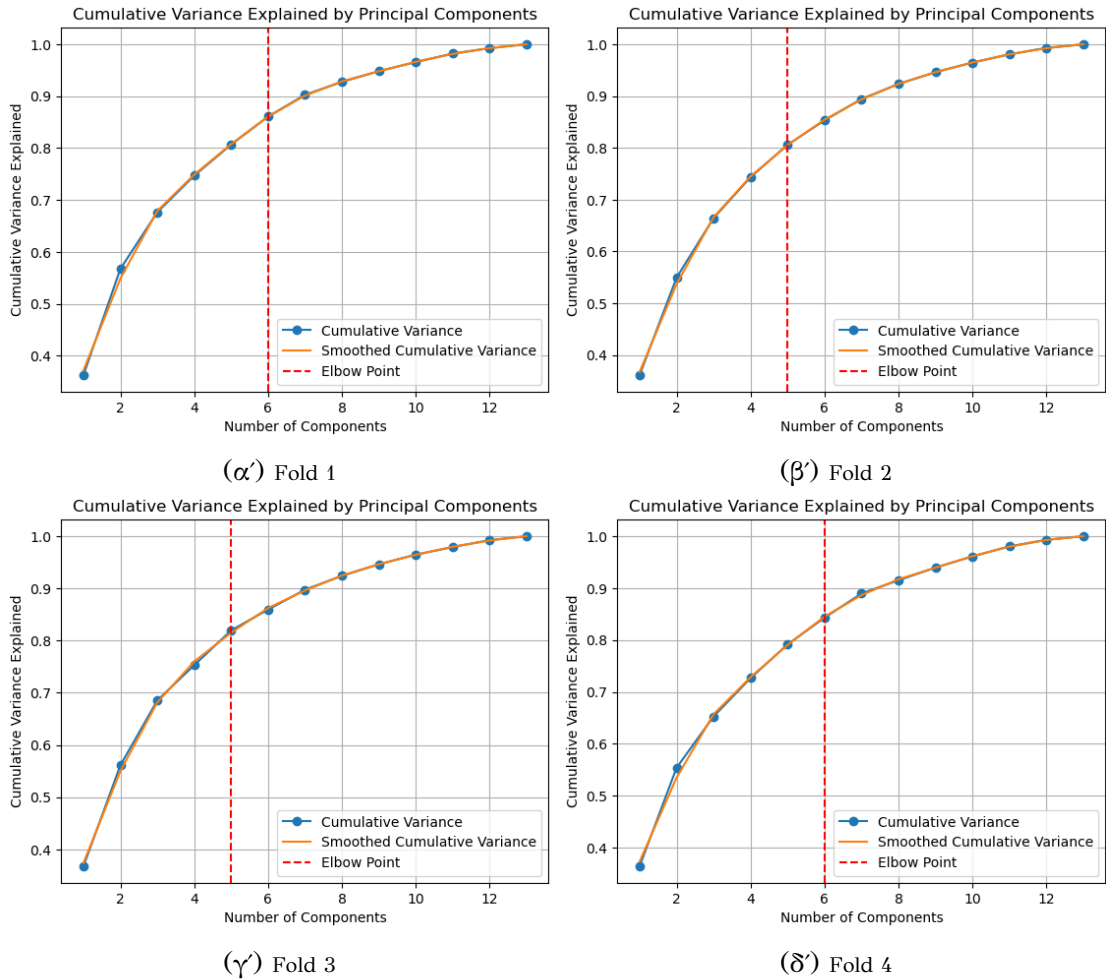 Cumulative Variance Explained by Principal Components
Cumulative Variance Explained
1.0
0.9
0.8
0.7
0.6
0.5
0.4
2 4 6 8 10 12
Number of Components
Cumulative Variance
Smoothed Cumulative Variance
Elbow Point
(α′) Fold 1
Cumulative Variance Explained by Principal Components
Cumulative Variance Explained
1.0
0.9
0.8
0.7
0.6
0.5
0.4
2 4 6 8 10 12
Number of Components
Cumulative Variance
Smoothed Cumulative Variance
Elbow Point
(β′) Fold 2
Cumulative Variance Explained by Principal Components
Cumulative Variance Explained
1.0
0.9
0.8
0.7
0.6
0.5
0.4
2 4 6 8 10 12
Number of Components
Cumulative Variance
Smoothed Cumulative Variance
Elbow Point
(γ′) Fold 3
Cumulative Variance Explained by Principal Components
Cumulative Variance Explained
1.0
0.9
0.8
0.7
0.6
0.5
0.4
2 4 6 8 10 12
Number of Components
Cumulative Variance
Smoothed Cumulative Variance
Elbow Point
(δ′) Fold 4